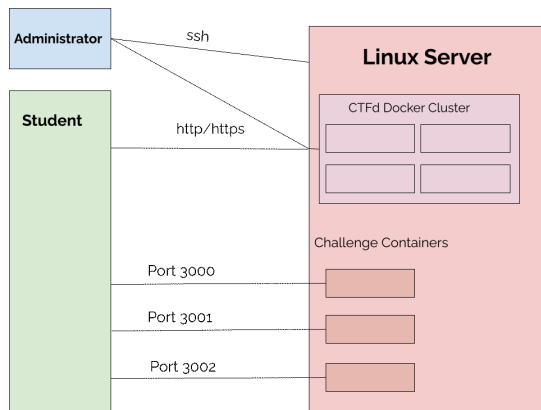 Administrator
ssh
Linux Server
CTFd Docker Cluster
Student
http/https
Challenge Containers
Port 3000
Port 3001
Port 3002